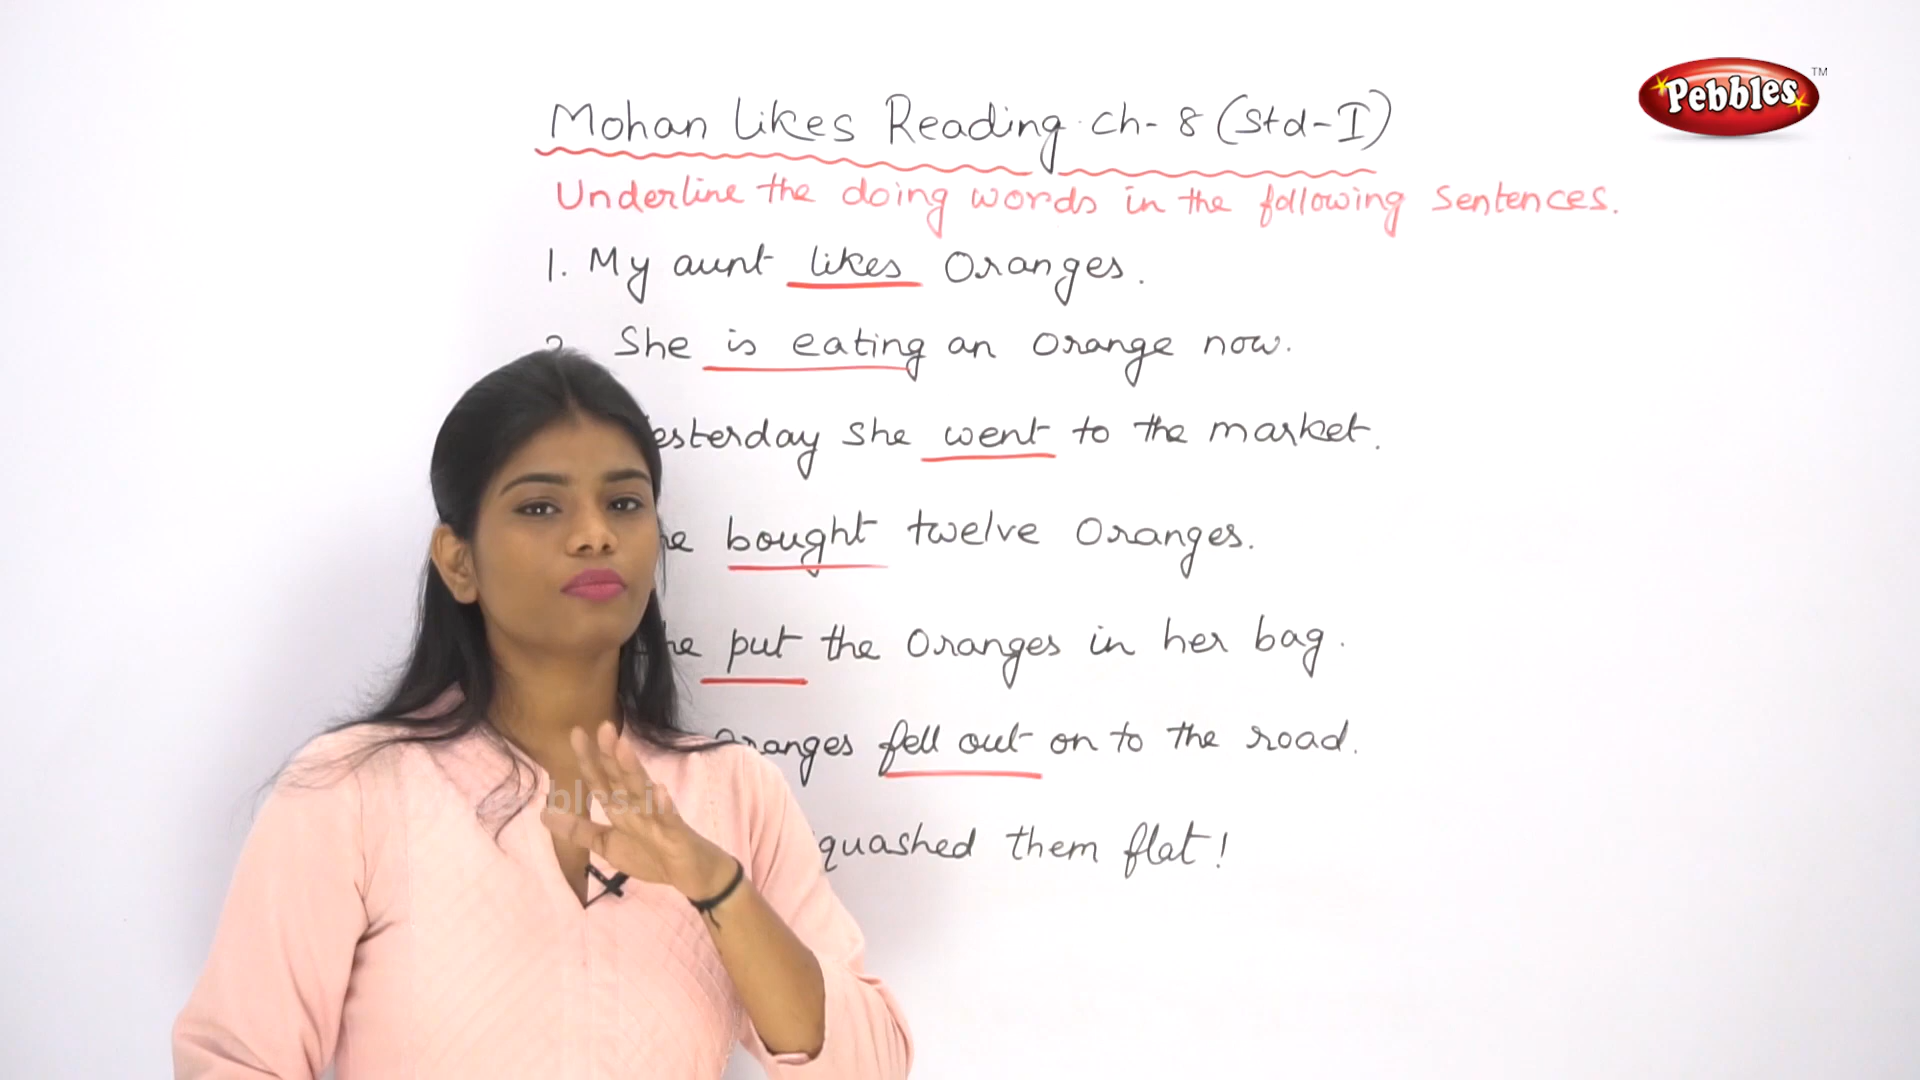 Pebbles TM
Mohan Likes Reading. Ch- 8 (Std-I)
Underline the doing words in the following sentences.
1. My aunt likes Oranges.
She is eating an orange now.
she went to the market.
bought twelve Oranges.
put the Oranges in her bag.
fell out on to the road.
them flat!